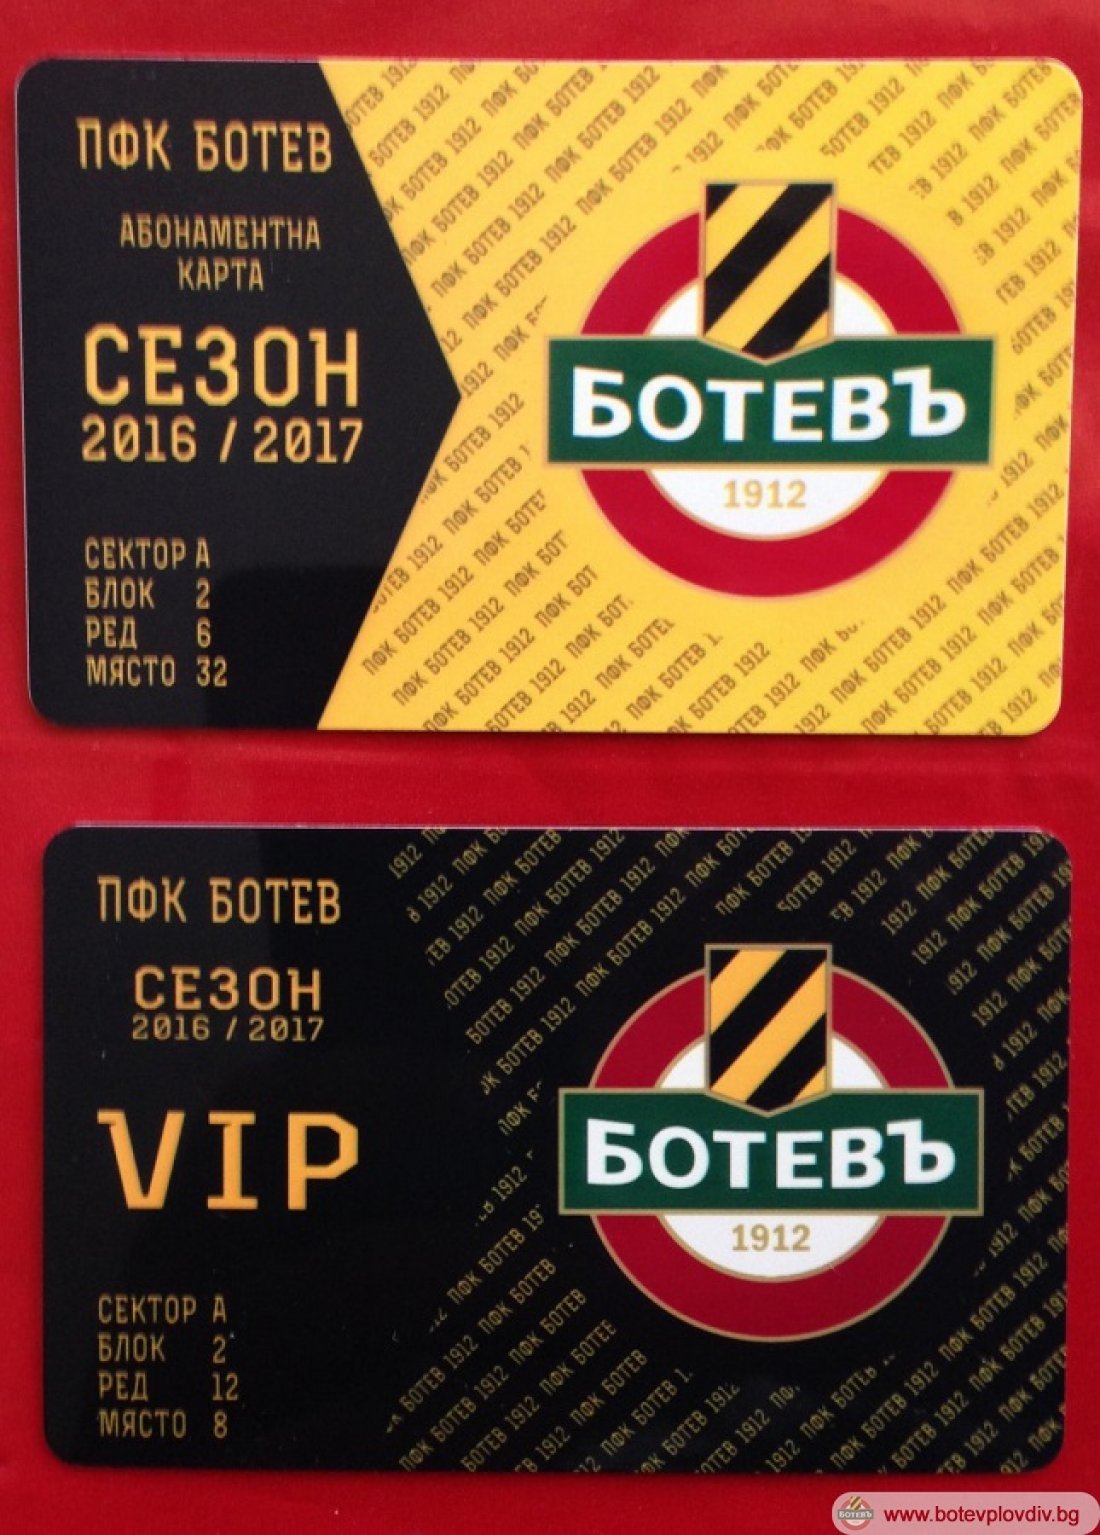 ПФК БОТЕВ
АБОНАМЕНТНА
КАРТА
СЕЗОН
2016 / 2017
СЕКТОР А
БЛОК 2
РЕД 6
МЯСТО 32
БОТЕВЪ
1912
ПФК БОТЕВ
СЕЗОН
2016 / 2017
VIP
СЕКТОР А
БЛОК 2
РЕД 12
МЯСТО 8
БОТЕВЪ
1912
БОТЕВЪ
www.botevplovdiv.bg